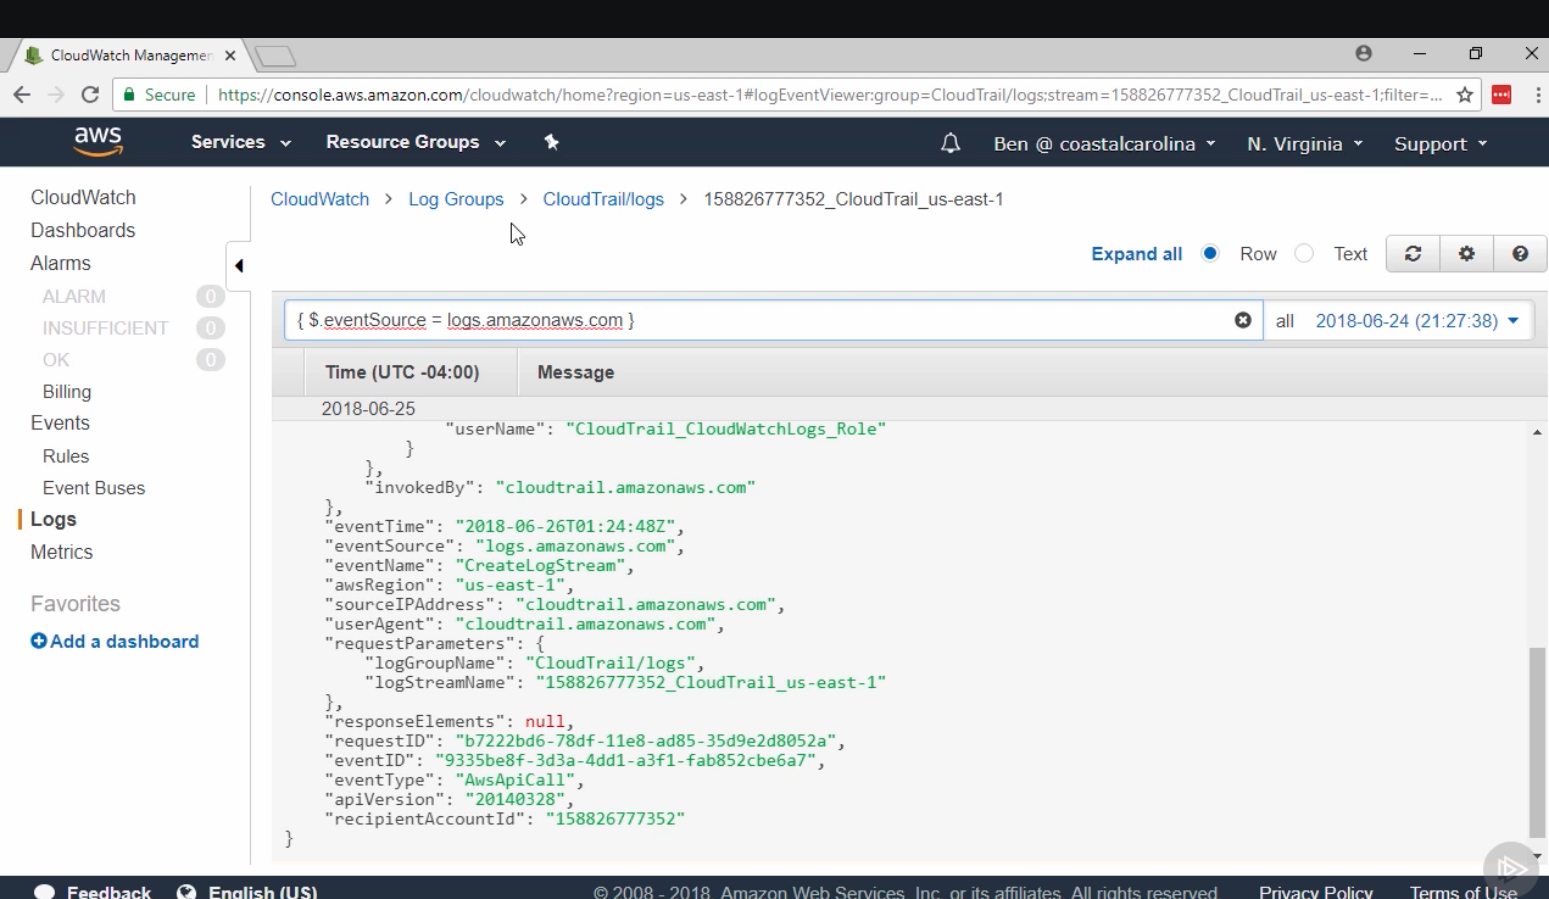 CloudWatch Managemen
Secure https://console.aws.amazon.com/cloudwatch/home?region=us-east-1#logEventViewer:group=CloudTrail/logs;stream=158826777352_CloudTrail_us-east-1;filter=...
aws Services Resource Groups Ben @ coastalcarolina N. Virginia Support
CloudWatch
Dashboards
Alarms
ALARM 0
INSUFFICIENT 0
OK 0
Billing
Events
Rules
Event Buses
Logs
Metrics
Favorites
Add a dashboard
CloudWatch > Log Groups > CloudTrail/logs > 158826777352_CloudTrail_us-east-1
Expand all Row Text
{ $.eventSource = logs.amazonaws.com } all 2018-06-24 (21:27:38)
Time (UTC -04:00) Message
2018-06-25
"userName": "CloudTrail_CloudWatchLogs_Role"
}
},
"invokedBy": "cloudtrail.amazonaws.com"
},
"eventTime": "2018-06-26T01:24:48Z",
"eventSource": "logs.amazonaws.com",
"eventName": "CreateLogStream",
"awsRegion": "us-east-1",
"sourceIPAddress": "cloudtrail.amazonaws.com",
"userAgent": "cloudtrail.amazonaws.com",
"requestParameters": {
"logGroupName": "CloudTrail/logs",
"logStreamName": "158826777352_CloudTrail_us-east-1"
},
"responseElements": null,
"requestID": "b7222bd6-78df-11e8-ad85-35d9e2d8052a",
"eventID": "9335be8f-3d3a-4dd1-a3f1-fab852cbe6a7",
"eventType": "AwsApiCall",
"apiVersion": "20140328",
"recipientAccountId": "158826777352"
}
Feedback English (US) © 2008 - 2018, Amazon Web Services, Inc. or its affiliates. All rights reserved. Privacy Policy Terms of Use